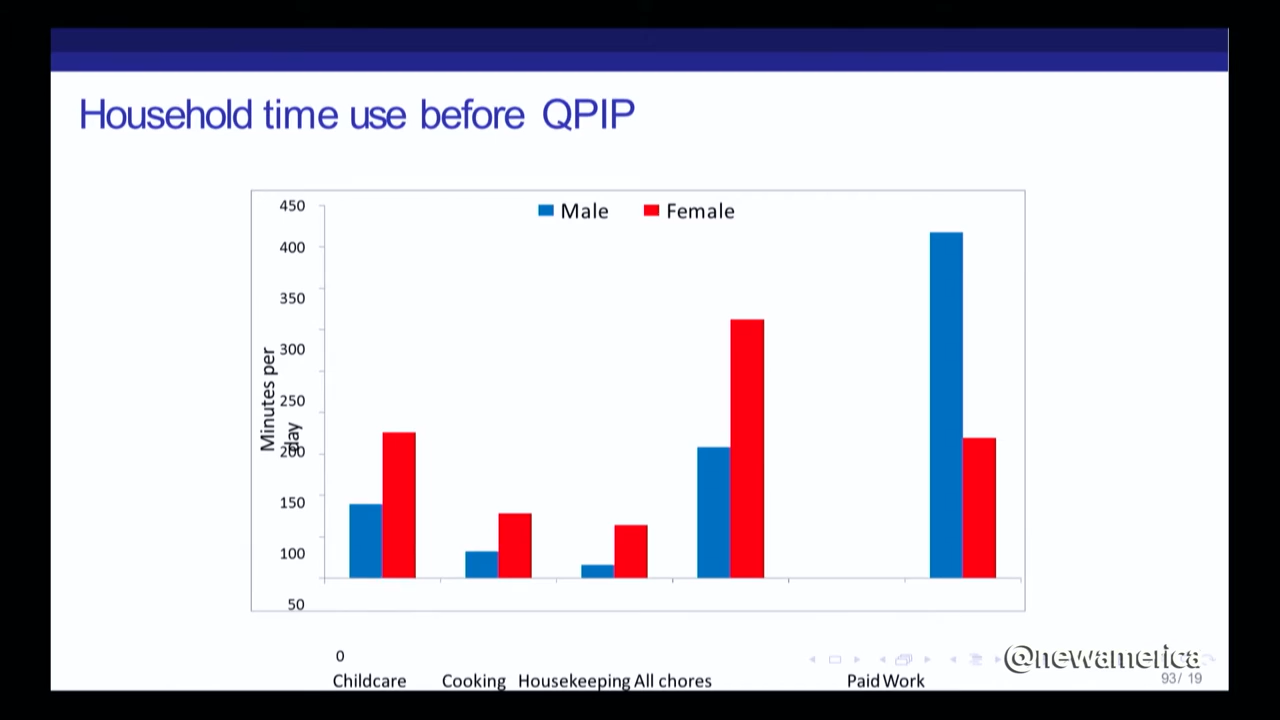 Household time use before QPIP
Male Female
450
400
350
300
250
200
150
100
50
0
Minutes per
day
Childcare Cooking Housekeeping All chores Paid Work
@newamerica
93/ 19